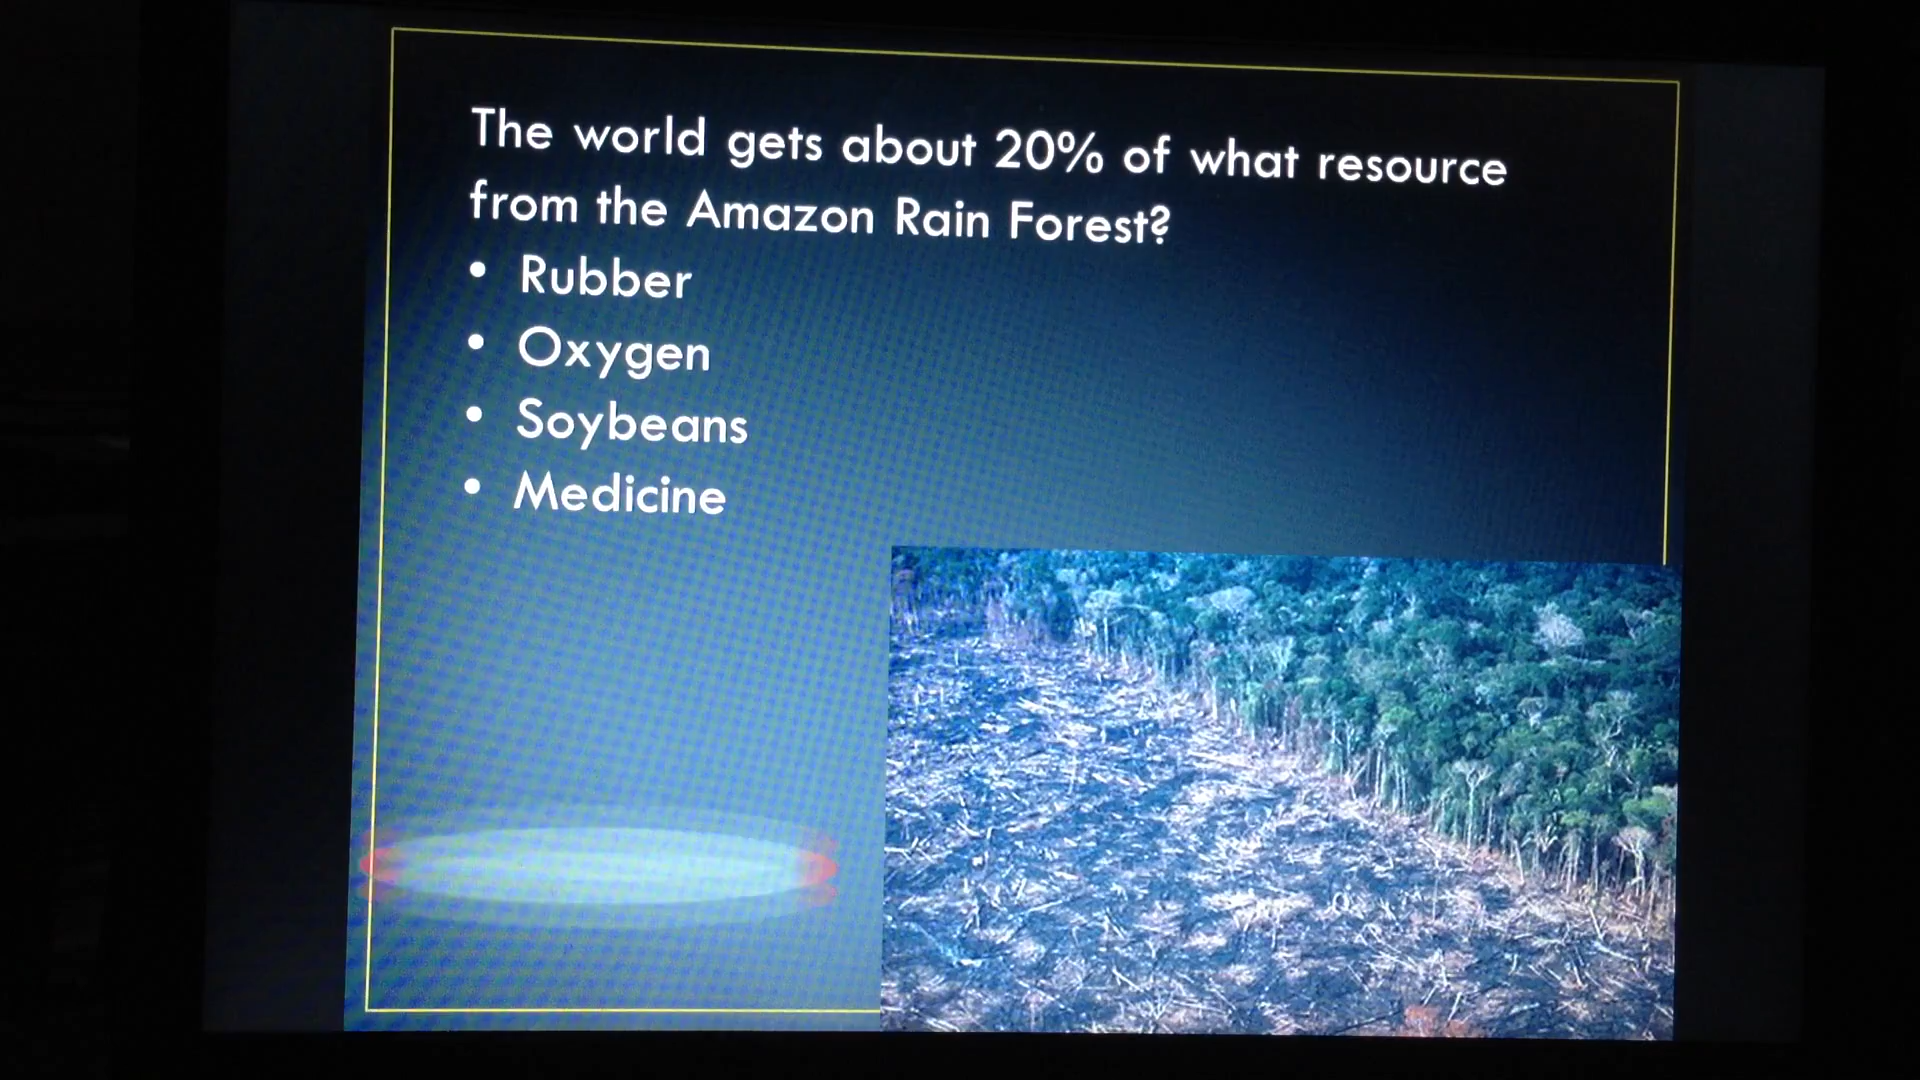 The world gets about 20% of what resource
from the Amazon Rain Forest?
• Rubber
• Oxygen
• Soybeans
• Medicine